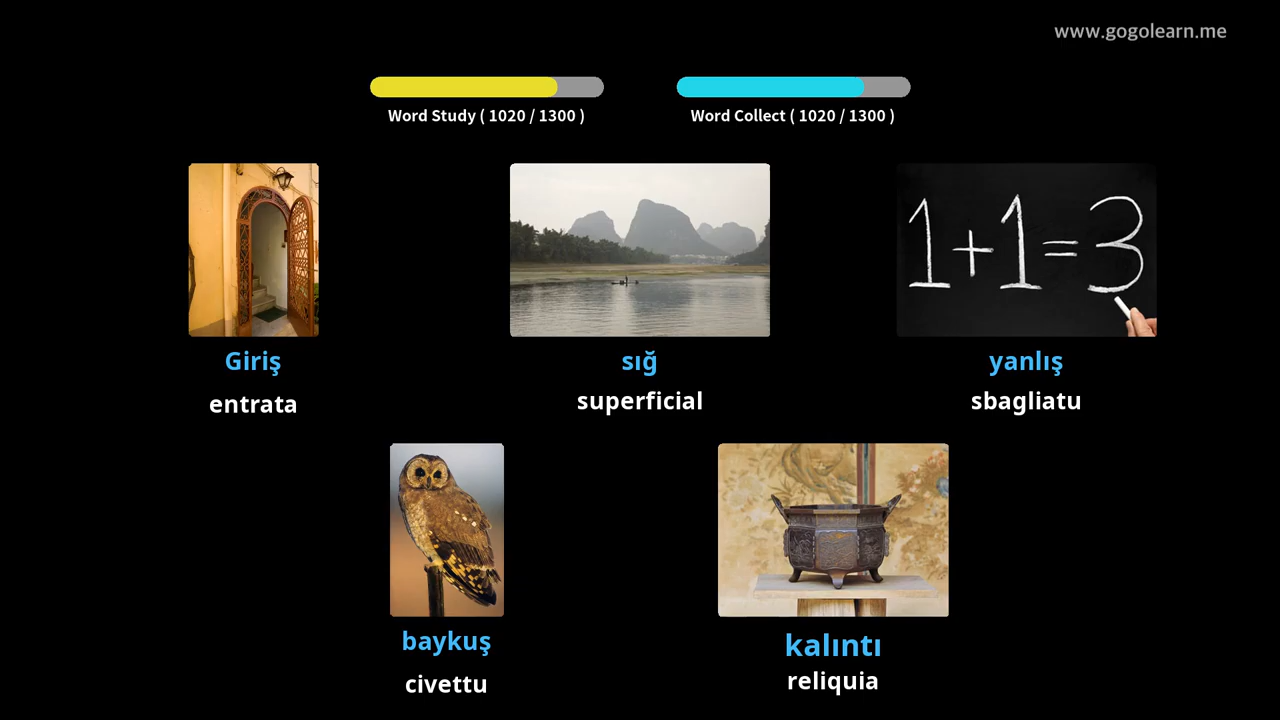 www.gogolearn.me
Word Study ( 1020 / 1300 )
Word Collect ( 1020 / 1300 )
1+1=3
Giriş
sığ
yanlış
entrata
superficial
sbagliatu
baykuş
kalıntı
civettu
reliquia